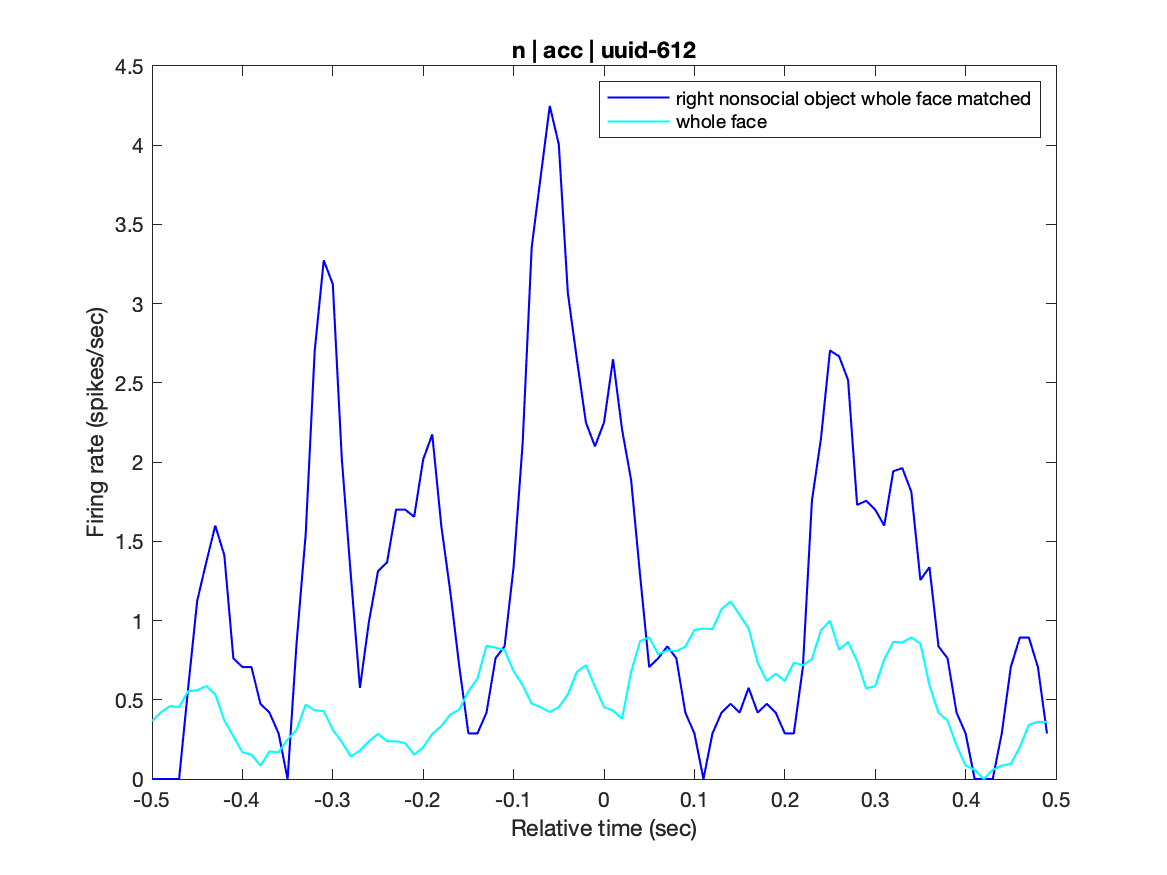 n | acc | uuid-612
right nonsocial object whole face matched
whole face
Firing rate (spikes/sec)
4.5
4
3.5
3
2.5
2
1.5
1
0.5
0
-0.5 -0.4 -0.3 -0.2 -0.1 0 0.1 0.2 0.3 0.4 0.5
Relative time (sec)